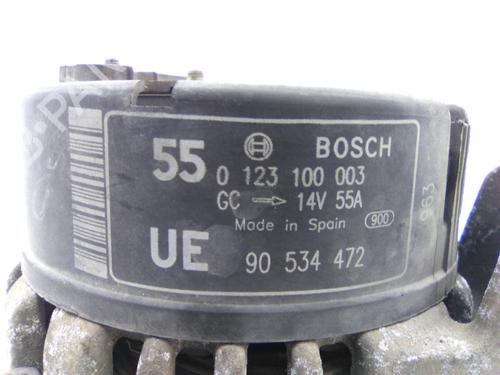 55 BOSCH
0 123 100 003
GC → 14V 55A
Made in Spain 900
UE 90 534 472
963